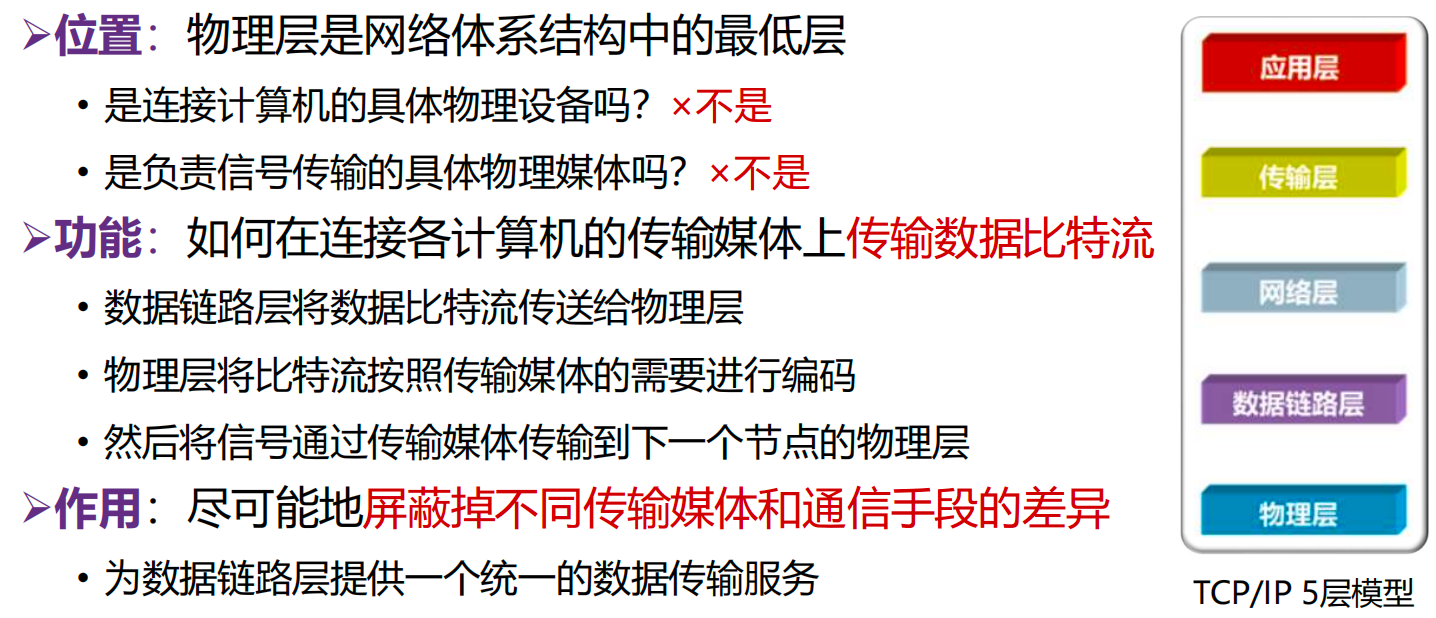 ➢位置：物理层是网络体系结构中的最低层
• 是连接计算机的具体物理设备吗？×不是
• 是负责信号传输的具体物理媒体吗？×不是
➢功能：如何在连接各计算机的传输媒体上传输数据比特流
• 数据链路层将数据比特流传送给物理层
• 物理层将比特流按照传输媒体的需要进行编码
• 然后将信号通过传输媒体传输到下一个节点的物理层
➢作用：尽可能地屏蔽掉不同传输媒体和通信手段的差异
• 为数据链路层提供一个统一的数据传输服务
应用层
传输层
网络层
数据链路层
物理层
TCP/IP 5层模型